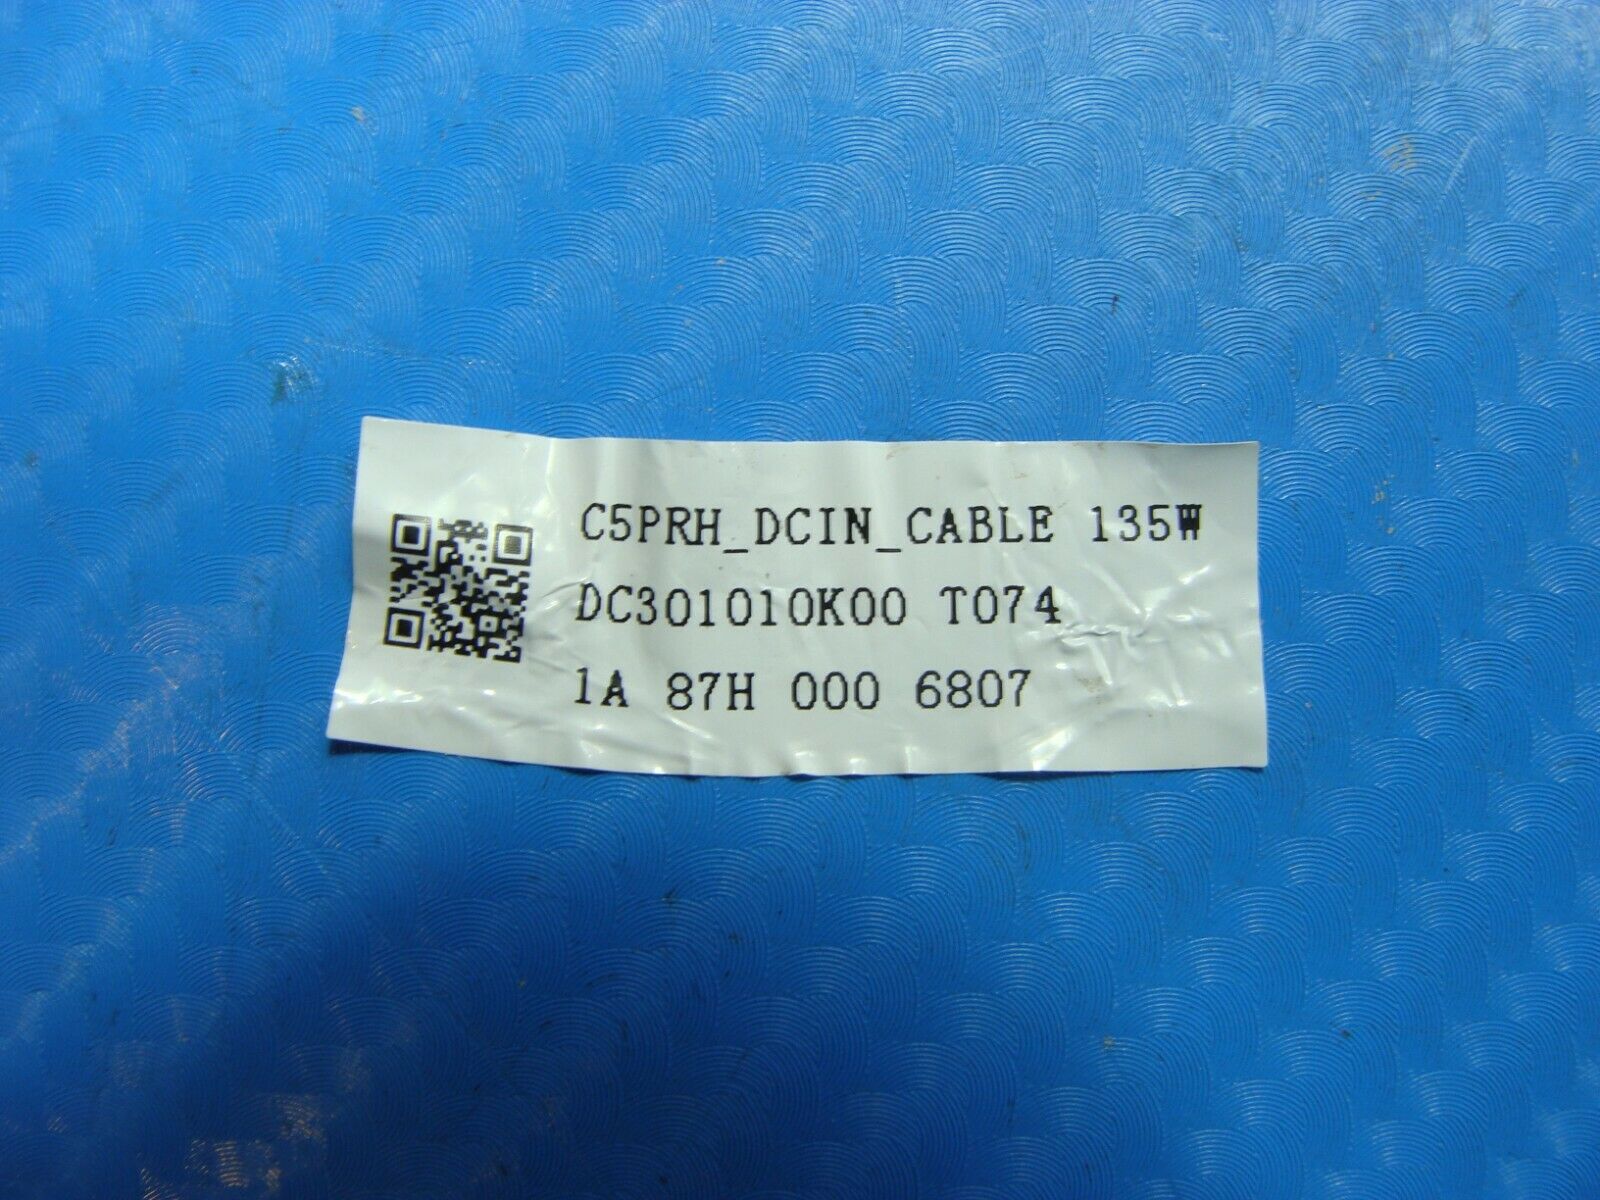 C5PRH_DCIN_CABLE 135W
DC301010K00 T074
1A 87H 000 6807